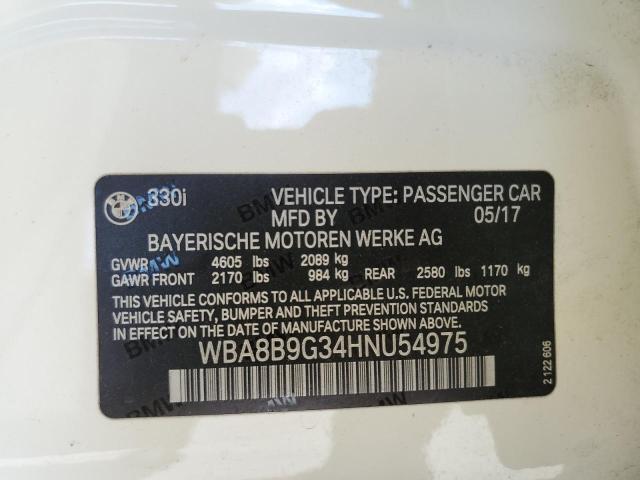 330i VEHICLE TYPE: PASSENGER CAR
MFD BY 05/17
BAYERISCHE MOTOREN WERKE AG
GVWR 4605 lbs 2089 kg
GAWR FRONT 2170 lbs 984 kg REAR 2580 lbs 1170 kg
THIS VEHICLE CONFORMS TO ALL APPLICABLE U.S. FEDERAL MOTOR
VEHICLE SAFETY, BUMPER, AND THEFT PREVENTION STANDARDS
IN EFFECT ON THE DATE OF MANUFACTURE SHOWN ABOVE.
WBA8B9G34HNU54975
2 122 606